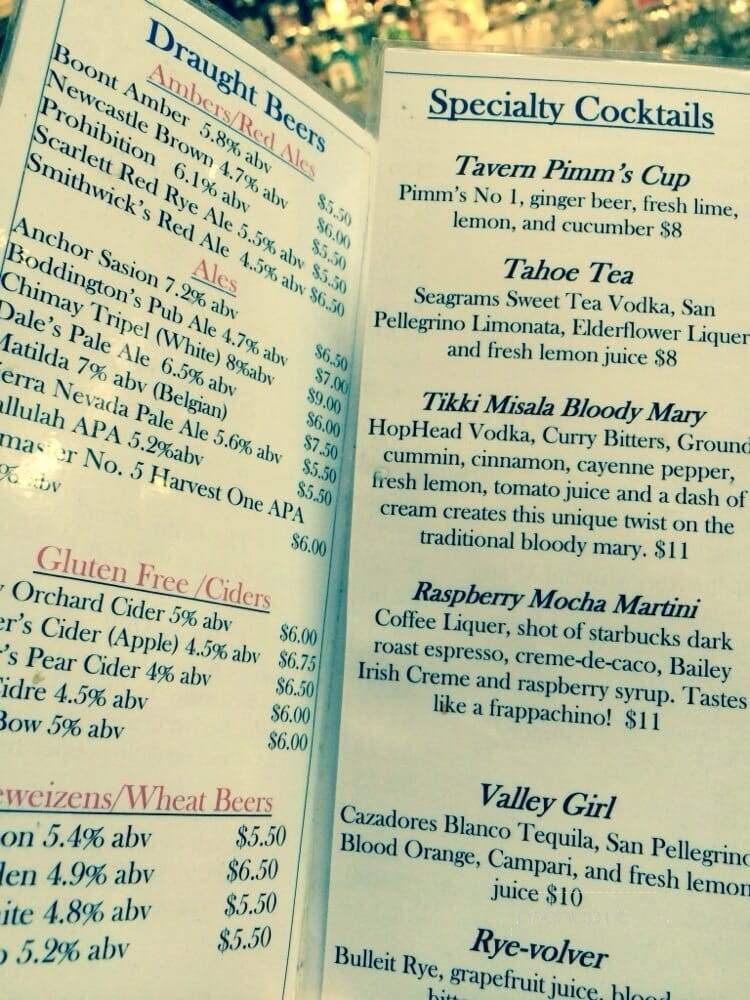 Draught Beers
Ambers/Red Ales
Boont Amber 5.8% abv $5.50
Newcastle Brown 4.7% abv $6.00
Prohibition 6.1% abv $5.50
Scarlett Red Rye Ale 5.5% abv $5.50
Smithwick's Red Ale 4.5% abv $6.50
Ales
Anchor Sasion 7.2% abv $6.50
Boddington's Pub Ale 4.7% abv $7.00
Chimay Tripel (White) 8%abv $9.00
Dale's Pale Ale 6.5% abv $6.00
Matilda 7% abv (Belgian) $7.50
erra Nevada Pale Ale 5.6% abv $5.50
allulah APA 5.2%abv $5.50
master No. 5 Harvest One APA
% abv $6.00
Gluten Free /Ciders
Orchard Cider 5% abv $6.00
er's Cider (Apple) 4.5% abv $6.75
's Pear Cider 4% abv $6.50
idre 4.5% abv $6.00
Bow 5% abv $6.00
eweizens/Wheat Beers
on 5.4% abv $5.50
len 4.9% abv $6.50
ite 4.8% abv $5.50
5.2% abv $5.50
Specialty Cocktails
Tavern Pimm's Cup
Pimm's No 1, ginger beer, fresh lime,
lemon, and cucumber $8
Tahoe Tea
Seagrams Sweet Tea Vodka, San
Pellegrino Limonata, Elderflower Liquer
and fresh lemon juice $8
Tikki Misala Bloody Mary
HopHead Vodka, Curry Bitters, Ground
cummin, cinnamon, cayenne pepper,
fresh lemon, tomato juice and a dash of
cream creates this unique twist on the
traditional bloody mary. $11
Raspberry Mocha Martini
Coffee Liquer, shot of starbucks dark
roast espresso, creme-de-caco, Bailey
Irish Creme and raspberry syrup. Tastes
like a frappachino! $11
Valley Girl
Cazadores Blanco Tequila, San Pellegrino
Blood Orange, Campari, and fresh lemon
juice $10
Rye-volver
Bulleit Rye, grapefruit juice, blood